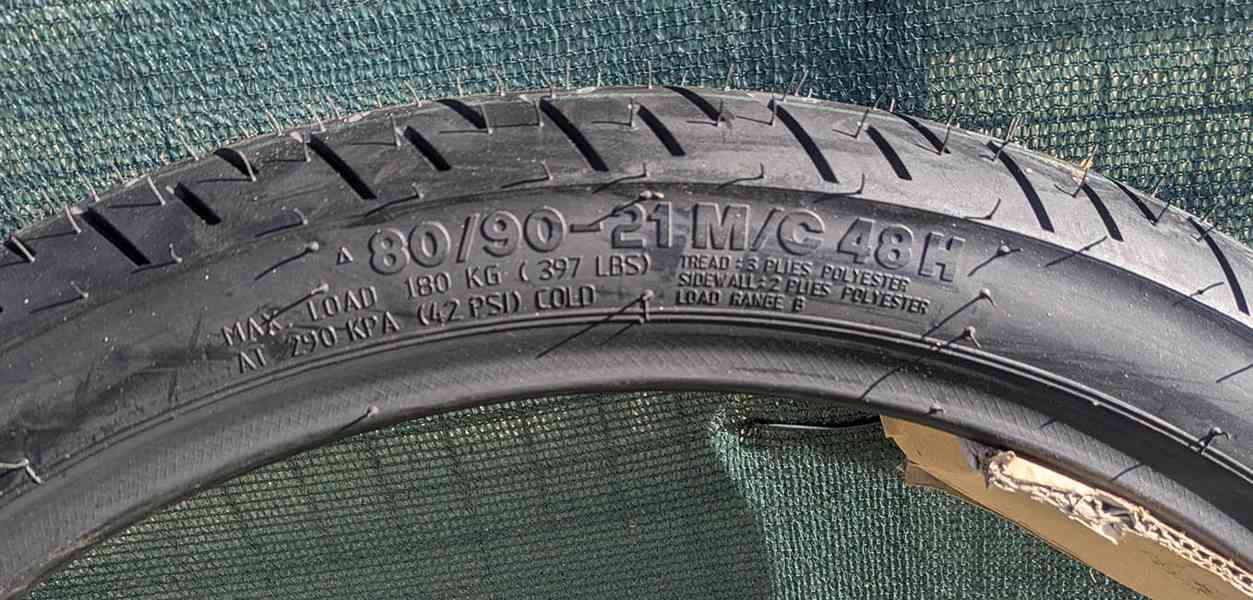 △ 80/90-21 M/C 48H
MAX. LOAD 180 KG (397 LBS)
AT 290 KPA (42 PSI) COLD
TREAD : 3 PLIES POLYESTER
SIDEWALL : 2 PLIES POLYESTER
LOAD RANGE B